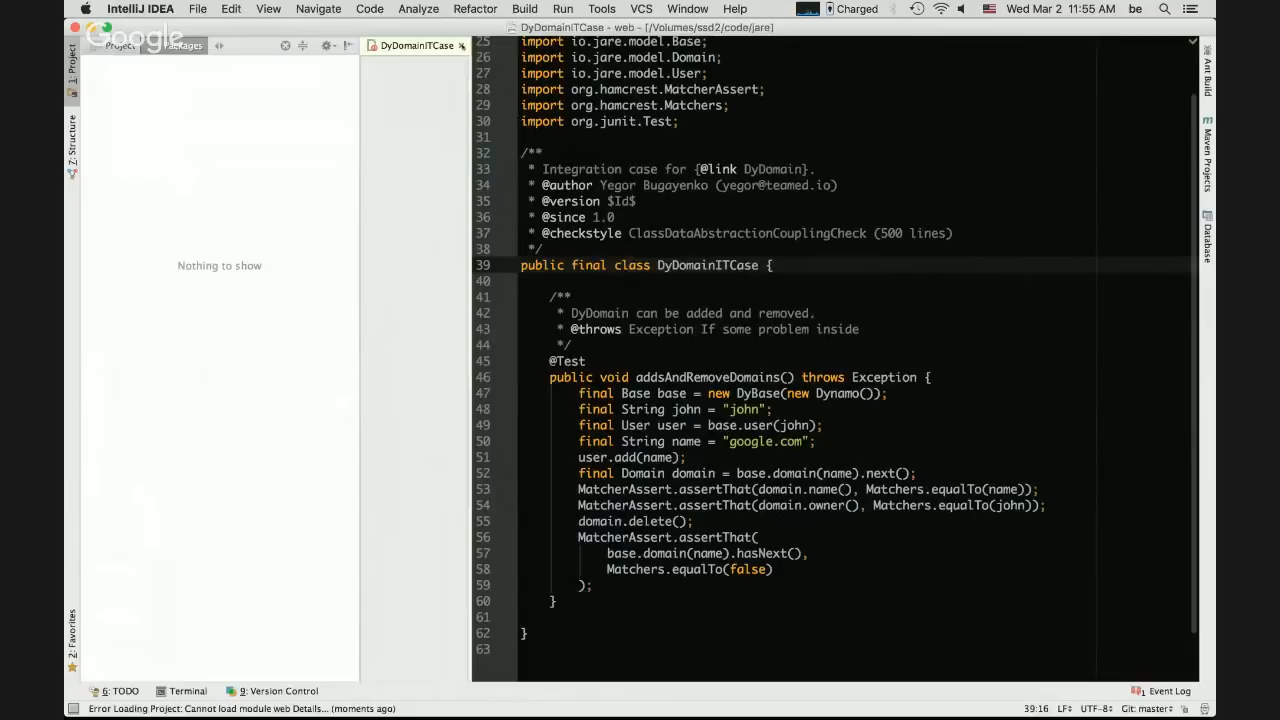 IntelliJ IDEA File Edit View Navigate Code Analyze Refactor Build Run Tools VCS Window Help Charged Wed Mar 2 11:55 AM be
DyDomainITCase - web - [/Volumes/ssd2/code/jare]
Google
Project Packages DyDomainITCase
1: Project
Z: Structure
2: Favorites
Nothing to show
25 import io.jare.model.Base;
26 import io.jare.model.Domain;
27 import io.jare.model.User;
28 import org.hamcrest.MatcherAssert;
29 import org.hamcrest.Matchers;
30 import org.junit.Test;
31
32 /**
33 * Integration case for {@link DyDomain}.
34 * @author Yegor Bugayenko (yegor@teamed.io)
35 * @version $Id$
36 * @since 1.0
37 * @checkstyle ClassDataAbstractionCouplingCheck (500 lines)
38 */
39 public final class DyDomainITCase {
40
41 /**
42 * DyDomain can be added and removed.
43 * @throws Exception If some problem inside
44 */
45 @Test
46 public void addsAndRemoveDomains() throws Exception {
47 final Base base = new DyBase(new Dynamo());
48 final String john = "john";
49 final User user = base.user(john);
50 final String name = "google.com";
51 user.add(name);
52 final Domain domain = base.domain(name).next();
53 MatcherAssert.assertThat(domain.name(), Matchers.equalTo(name));
54 MatcherAssert.assertThat(domain.owner(), Matchers.equalTo(john));
55 domain.delete();
56 MatcherAssert.assertThat(
57 base.domain(name).hasNext(),
58 Matchers.equalTo(false)
59 );
60 }
61
62 }
63
Ant Build
m Maven Projects
Database
6: TODO Terminal 9: Version Control 1 Event Log
Error Loading Project: Cannot load module web Details... (moments ago) 39:16 LF÷ UTF-8÷ Git: master÷